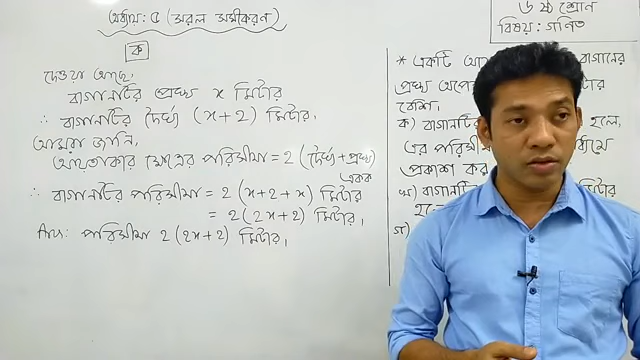 অধ্যায়: ৫ (সরল সমীকরণ)
৬ষ্ঠ শ্রেনি
বিষয়: গণিত
ক
দেওয়া আছে,
বাগানটির প্রস্থ x মিটার
∴ বাগানটির দৈর্ঘ্য (x+2) মিটার।
আমরা জানি,
আয়তাকার ক্ষেত্রের পরিসীমা = 2 (দৈর্ঘ্য + প্রস্থ)
একক
∴ বাগানটির পরিসীমা = 2 (x+2+x) মিটার
= 2 (2x+2) মিটার।
Ans: পরিসীমা 2 (2x+2) মিটার।
* একটি বাগানের
প্রস্থ অপে টার
বেশি।
ক) বাগানটির হলে,
এর পরিসীমা
প্রকাশ কর
খ) বাগানটি মিটার
গ)